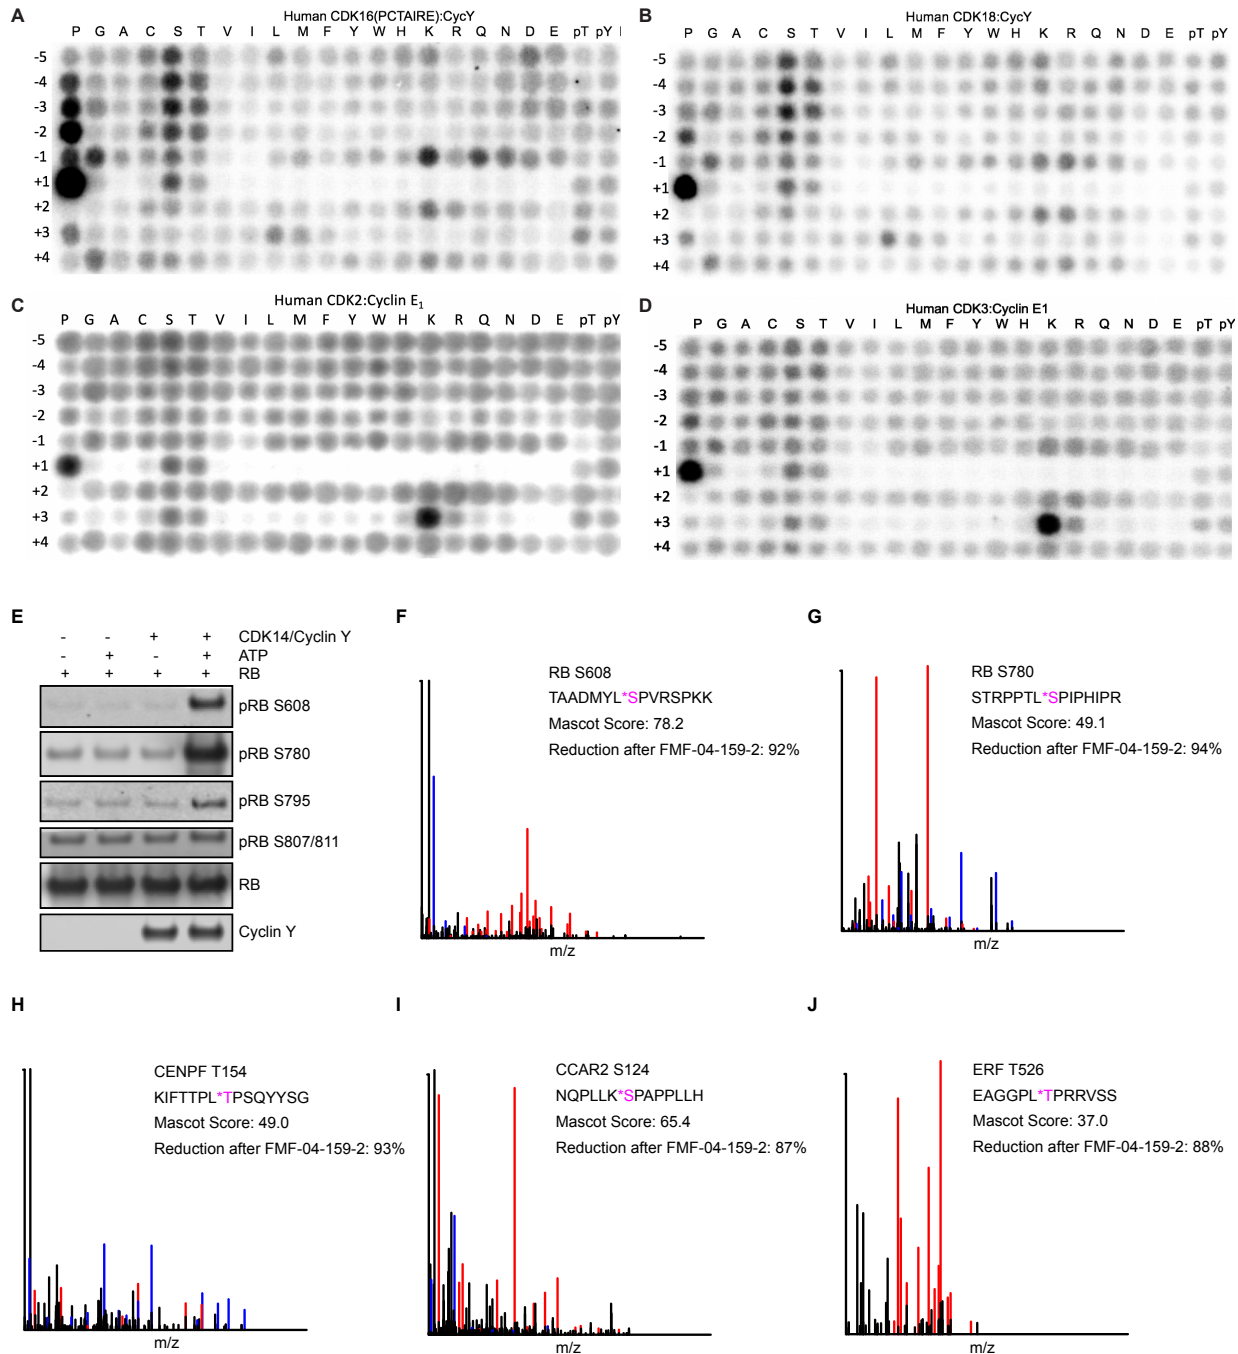 A
Human CDK16(PCTAIRE):CycY
P G A C S T V I L M F Y W H K R Q N D E pT pY
-5
-4
-3
-2
-1
+1
+2
+3
+4
B
Human CDK18:CycY
P G A C S T V I L M F Y W H K R Q N D E pT pY
-5
-4
-3
-2
-1
+1
+2
+3
+4
C
Human CDK2:Cyclin E1
P G A C S T V I L M F Y W H K R Q N D E pT pY
-5
-4
-3
-2
-1
+1
+2
+3
+4
D
Human CDK3:Cyclin E1
P G A C S T V I L M F Y W H K R Q N D E pT pY
-5
-4
-3
-2
-1
+1
+2
+3
+4
E
- - + + CDK14/Cyclin Y
- + - + ATP
+ + + + RB
pRB S608
pRB S780
pRB S795
pRB S807/811
RB
Cyclin Y
F
RB S608
TAADMYL*SPVRSPKK
Mascot Score: 78.2
Reduction after FMF-04-159-2: 92%
m/z
G
RB S780
STRPPTL*SPIPHIPR
Mascot Score: 49.1
Reduction after FMF-04-159-2: 94%
m/z
H
CENPF T154
KIFTTPL*TPSQYYSG
Mascot Score: 49.0
Reduction after FMF-04-159-2: 93%
m/z
I
CCAR2 S124
NQPLLK*SPAPPLLH
Mascot Score: 65.4
Reduction after FMF-04-159-2: 87%
m/z
J
ERF T526
EAGGPL*TPRRVSS
Mascot Score: 37.0
Reduction after FMF-04-159-2: 88%
m/z